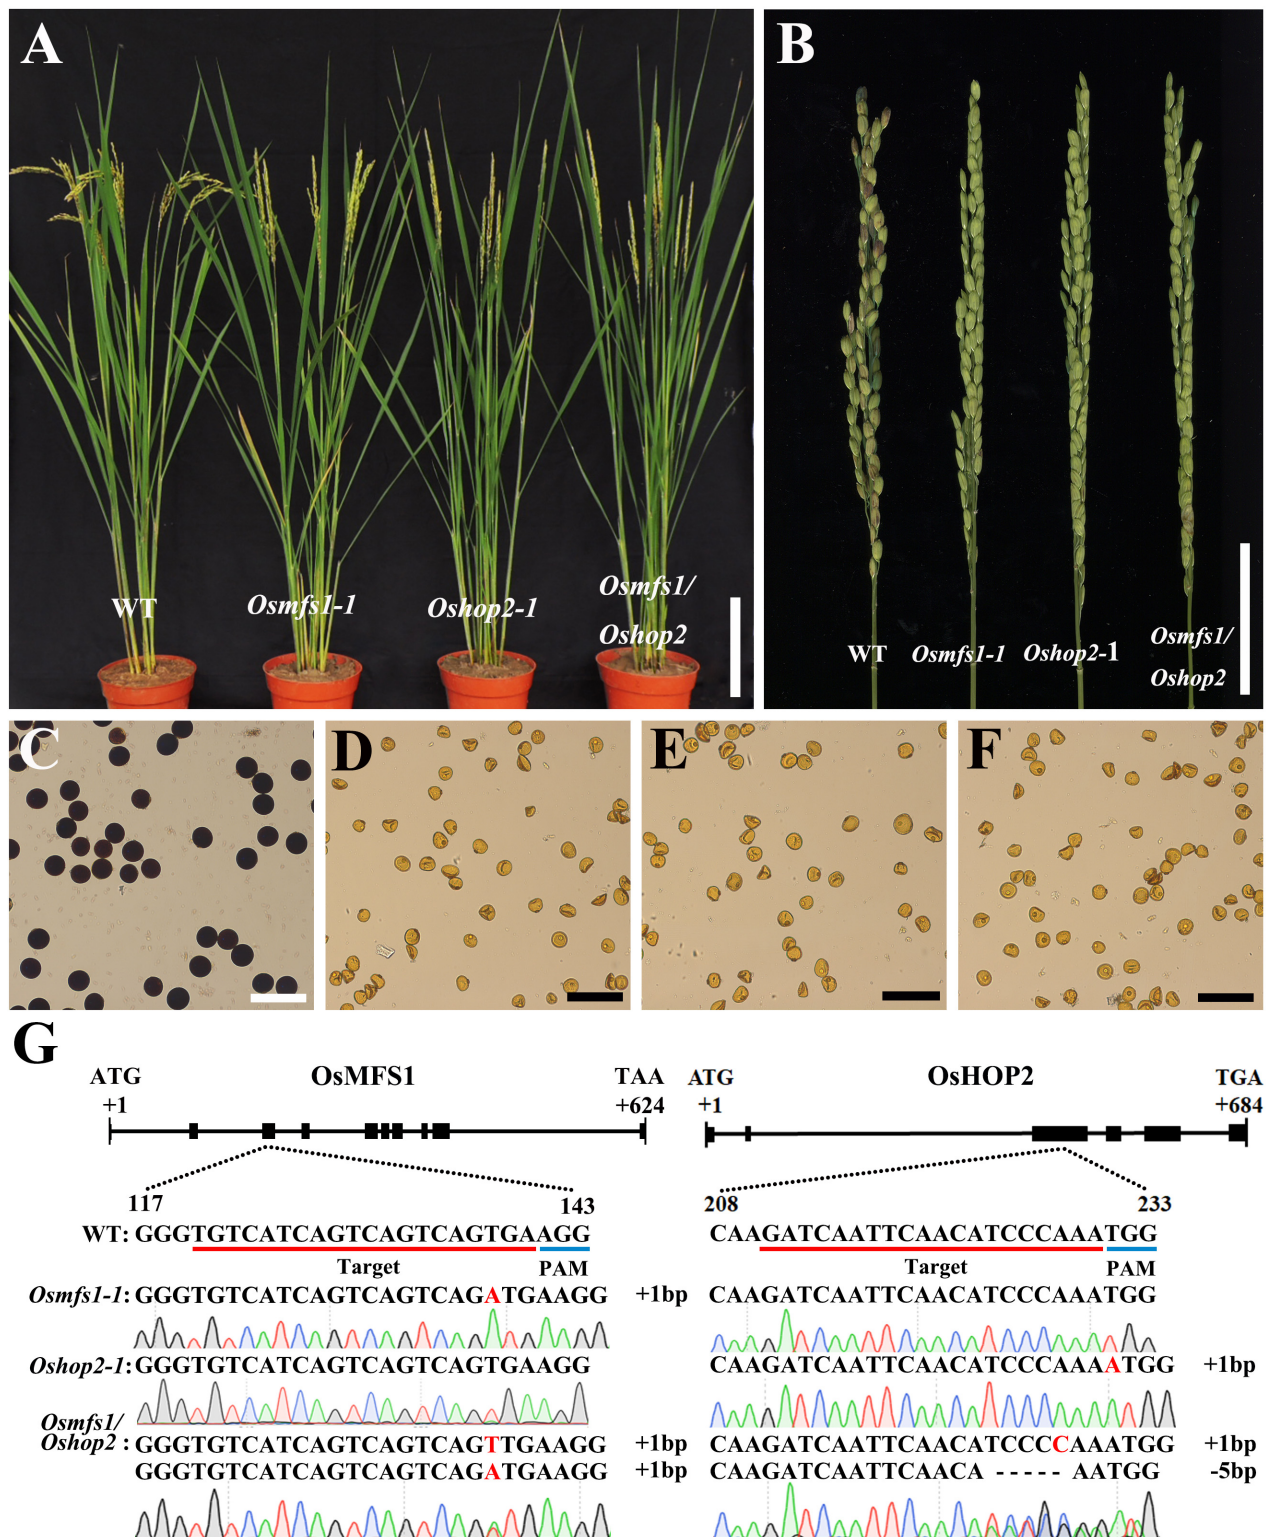 A
B
WT
Osmfs1-1
Oshop2-1
Osmfs1/
Oshop2
WT
Osmfs1-1
Oshop2-1
Osmfs1/
Oshop2
C
D
E
F
G
ATG
OsMFS1
TAA
+1
+624
ATG
OsHOP2
TGA
+1
+684
117
143
208
233
WT: GGGTGTCATCAGTCAGTCAGTGAAGG
CAAGATCAATTCAACATCCCAAATGG
Target
PAM
Target
PAM
Osmfs1-1: GGGTGTCATCAGTCAGTCAGATGAAGG +1bp
CAAGATCAATTCAACATCCCAAATGG
Oshop2-1: GGGTGTCATCAGTCAGTCAGTGAAGG
CAAGATCAATTCAACATCCCAAAATGG +1bp
Osmfs1/
Oshop2 : GGGTGTCATCAGTCAGTCAGTTGAAGG +1bp
CAAGATCAATTCAACATCCCCAAATGG +1bp
GGGTGTCATCAGTCAGTCAGATGAAGG +1bp
CAAGATCAATTCAACA - - - - - AATGG -5bp